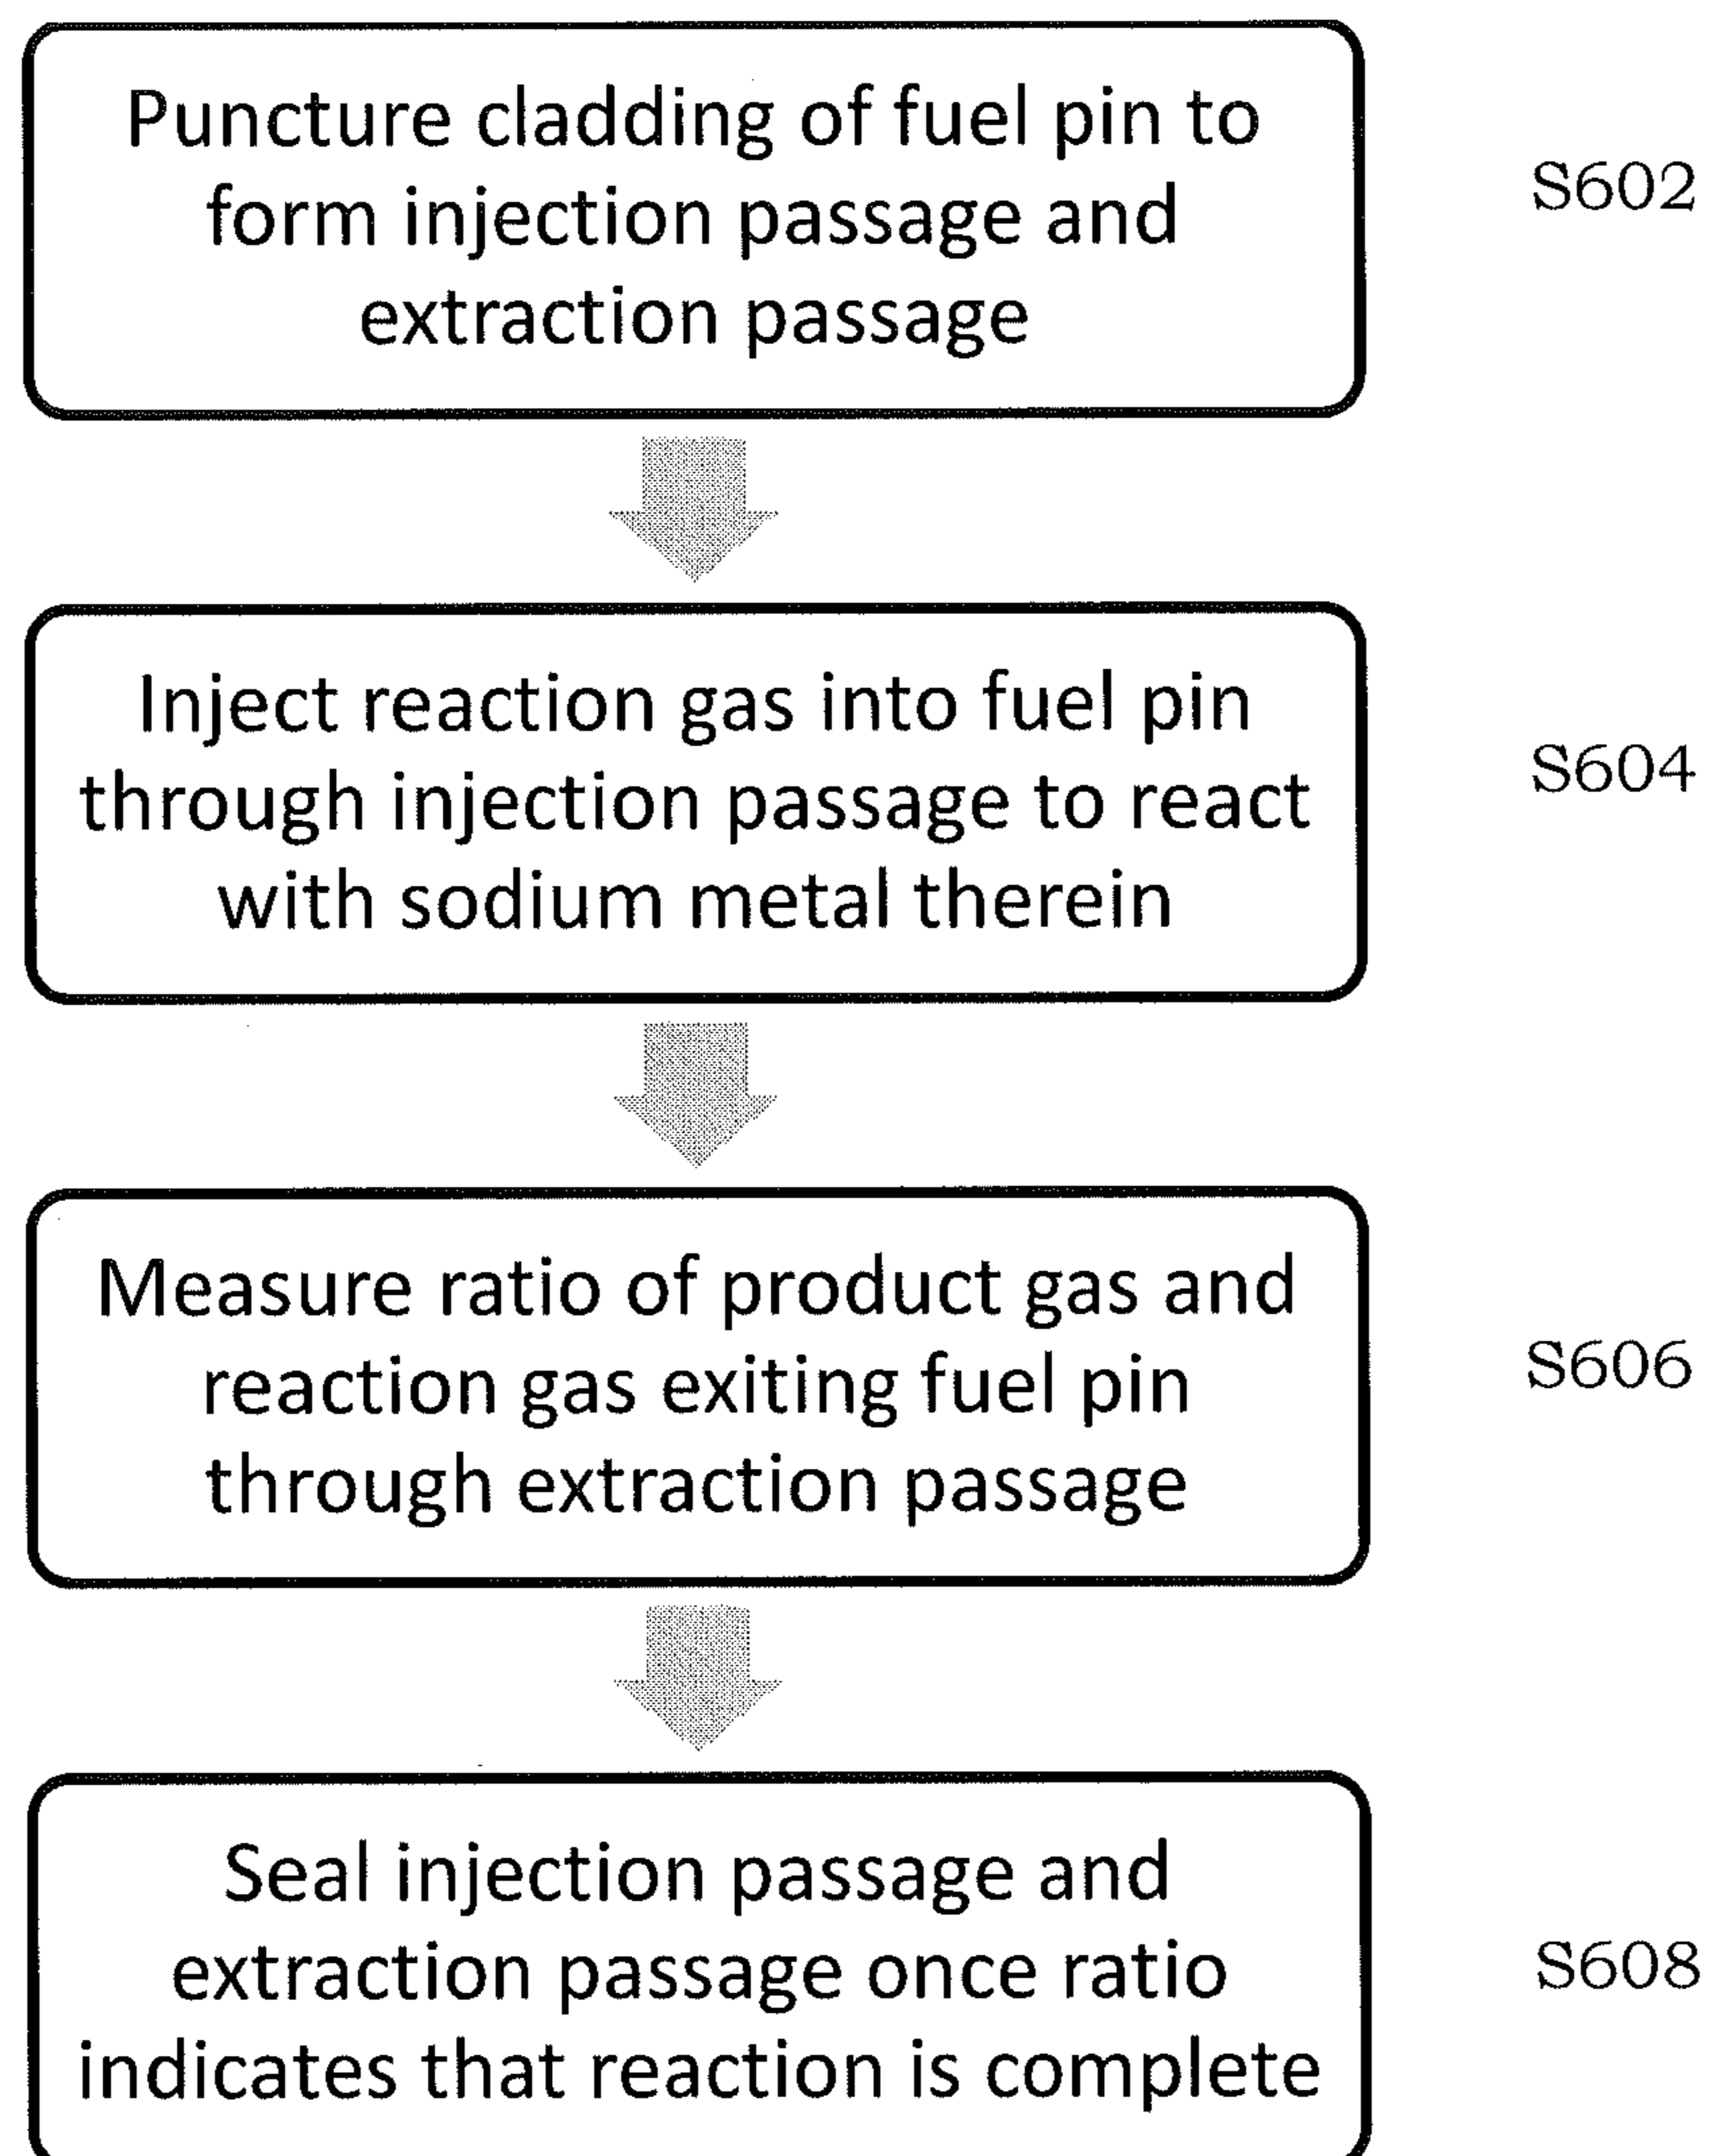 Puncture cladding of fuel pin to
form injection passage and
extraction passage
S602
Inject reaction gas into fuel pin
through injection passage to react
with sodium metal therein
S604
Measure ratio of product gas and
reaction gas exiting fuel pin
through extraction passage
S606
Seal injection passage and
extraction passage once ratio
indicates that reaction is complete
S608